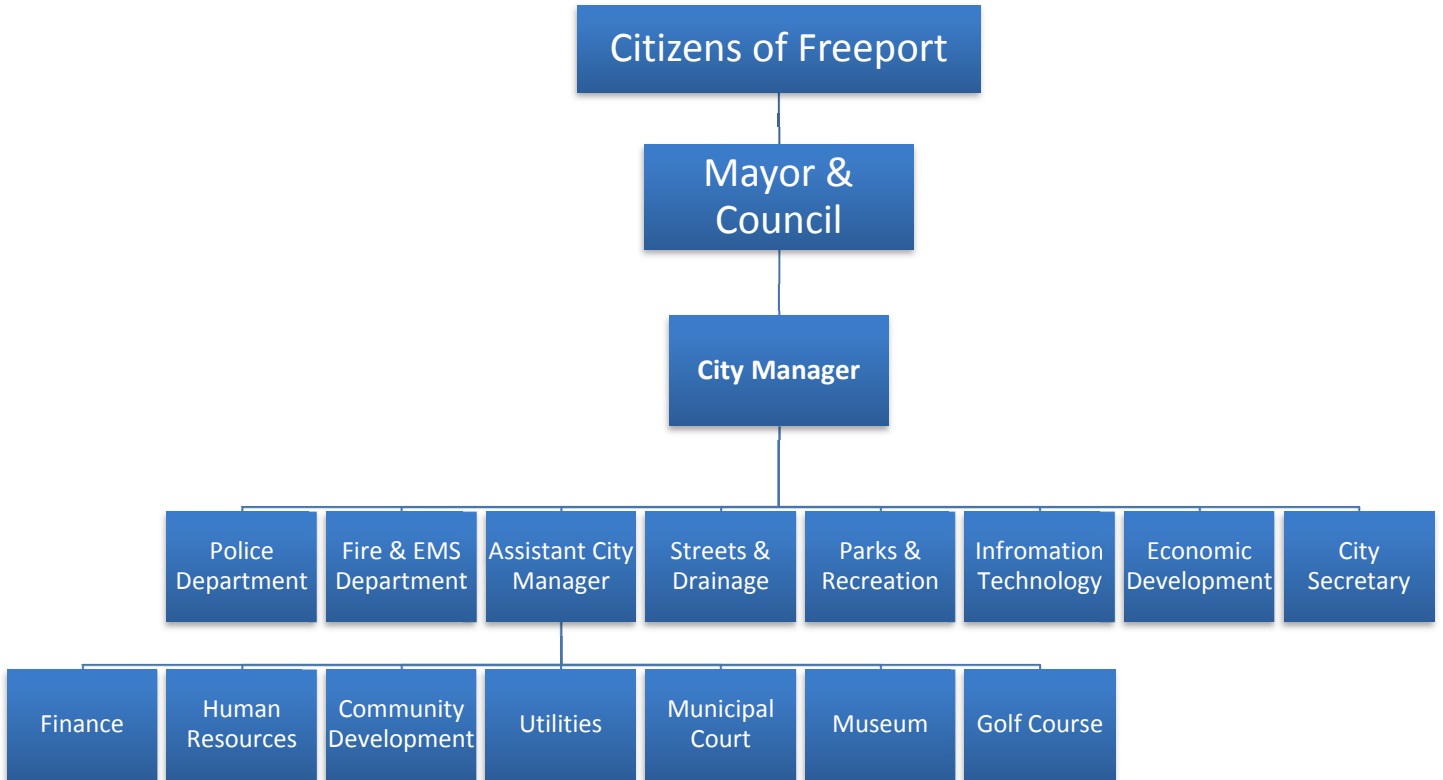 Citizens of Freeport
Mayor &
Council
City Manager
Police
Department
Fire & EMS
Department
Assistant City
Manager
Streets &
Drainage
Parks &
Recreation
Infromation
Technology
Economic
Development
City
Secretary
Finance
Human
Resources
Community
Development
Utilities
Municipal
Court
Museum
Golf Course